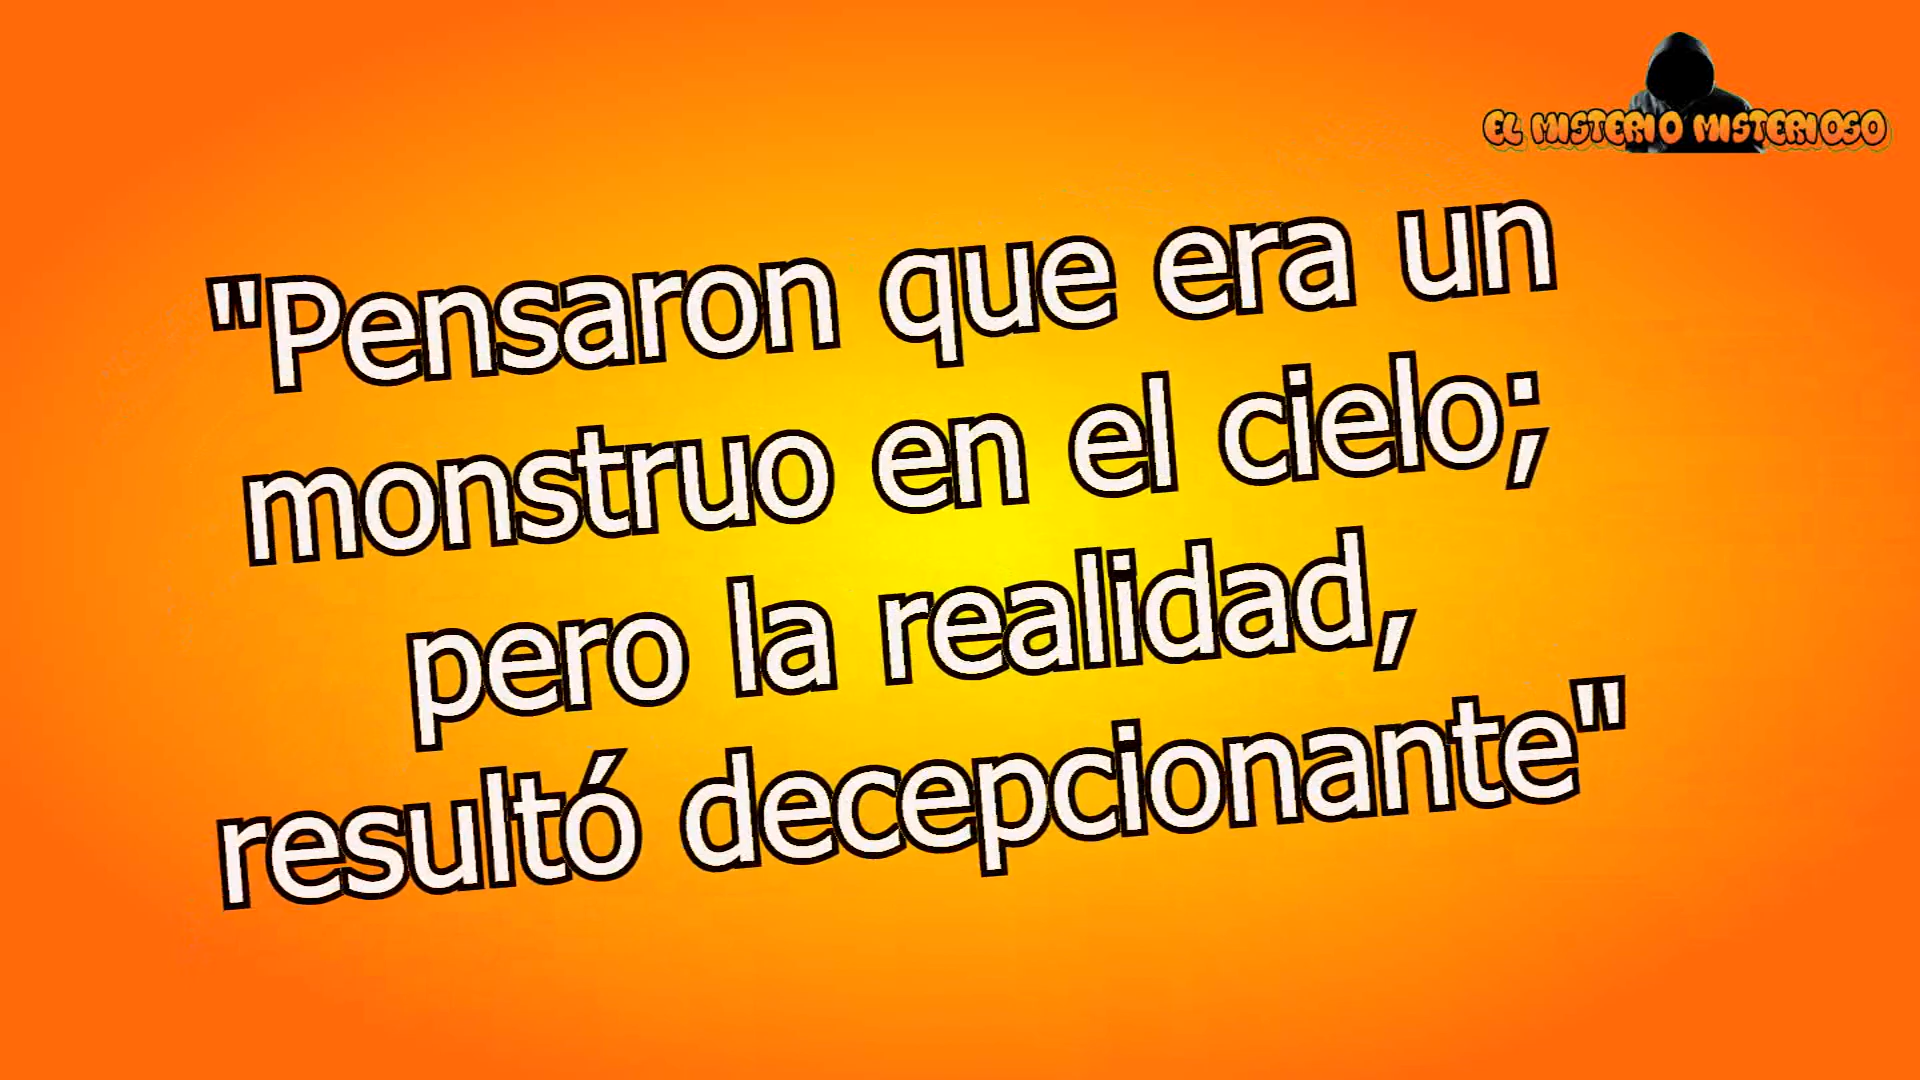 EL MISTERIO MISTERIOSO
"Pensaron que era un
monstruo en el cielo;
pero la realidad,
resultó decepcionante"